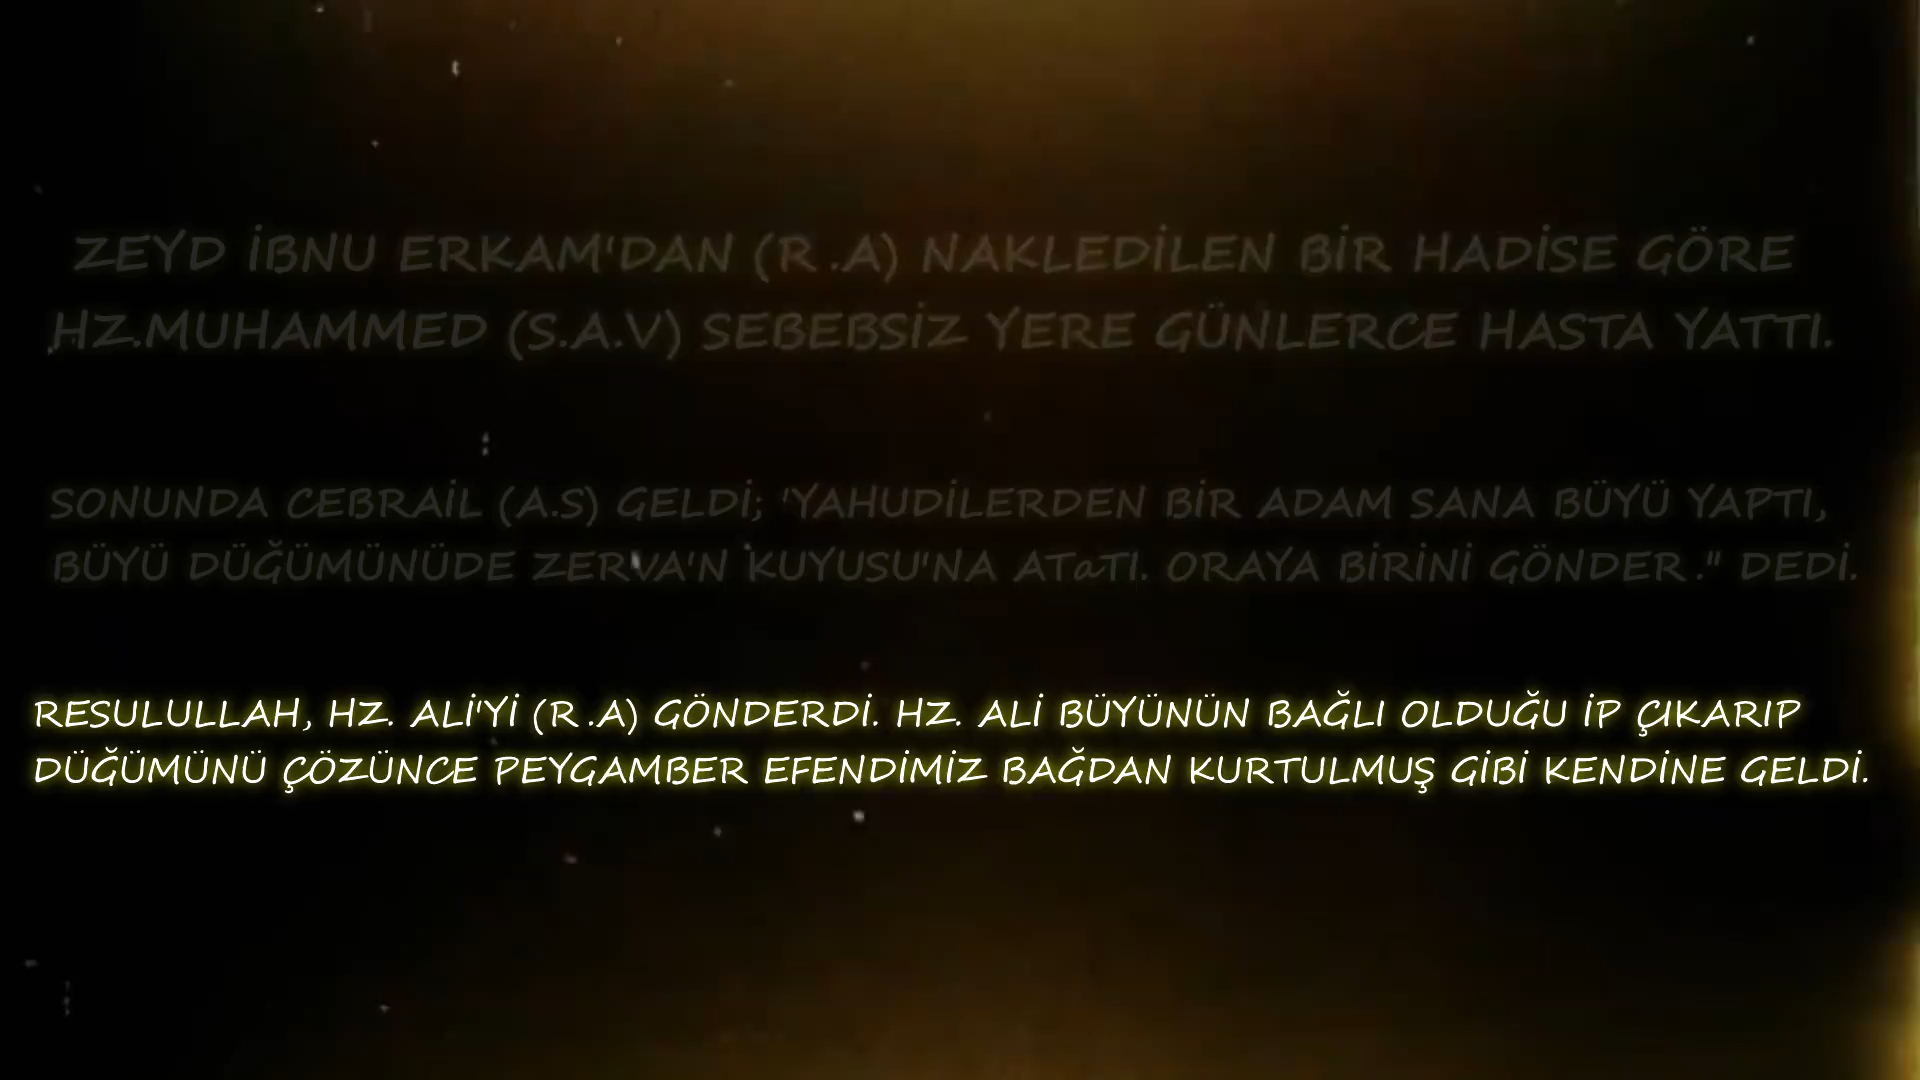 ZEYD İBNU ERKAM'DAN (R.A) NAKLEDİLEN BİR HADİSE GÖRE
HZ.MUHAMMED (S.A.V) SEBEBSİZ YERE GÜNLERCE HASTA YATTI.
SONUNDA CEBRAİL (A.S) GELDİ; 'YAHUDİLERDEN BİR ADAM SANA BÜYÜ YAPTI,
BÜYÜ DÜĞÜMÜNÜDE ZERVA'N KUYUSU'NA ATaTI. ORAYA BİRİNİ GÖNDER." DEDİ.
RESULULLAH, HZ. ALİ'Yİ (R.A) GÖNDERDİ. HZ. ALİ BÜYÜNÜN BAĞLI OLDUĞU İP ÇIKARIP
DÜĞÜMÜNÜ ÇÖZÜNCE PEYGAMBER EFENDİMİZ BAĞDAN KURTULMUŞ GİBİ KENDİNE GELDİ.